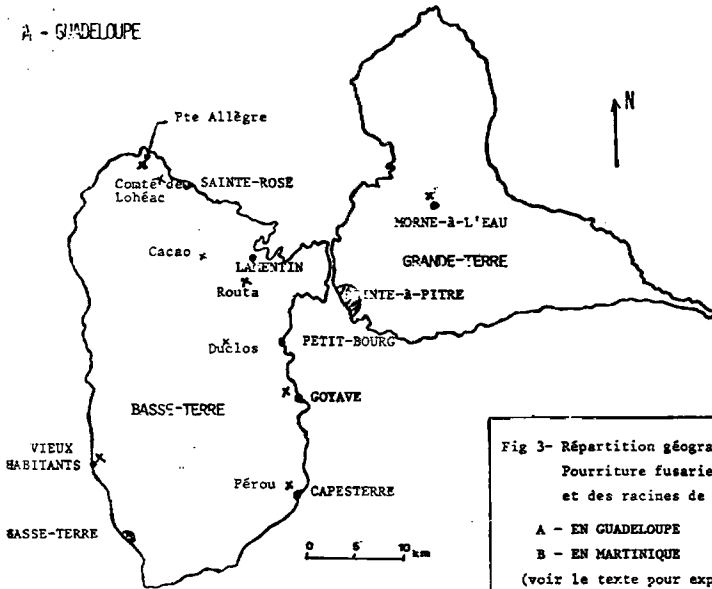 A - GUADELOUPE
N
Pte Allègre
Comté de
Lohéac
SAINTE-ROSE
MORNE-à-L'EAU
Cacao
LAMENTIN
GRANDE-TERRE
Routa
INTE-à-PITRE
Duclos
PETIT-BOURG
GOYAVE
BASSE-TERRE
VIEUX
HABITANTS
Pérou
CAPESTERRE
BASSE-TERRE
0 5 10
km
Fig 3- Répartition géogra
Pourriture fusarie
et des racines de
A - EN GUADELOUPE
B - EN MARTINIQUE
(voir le texte pour exp